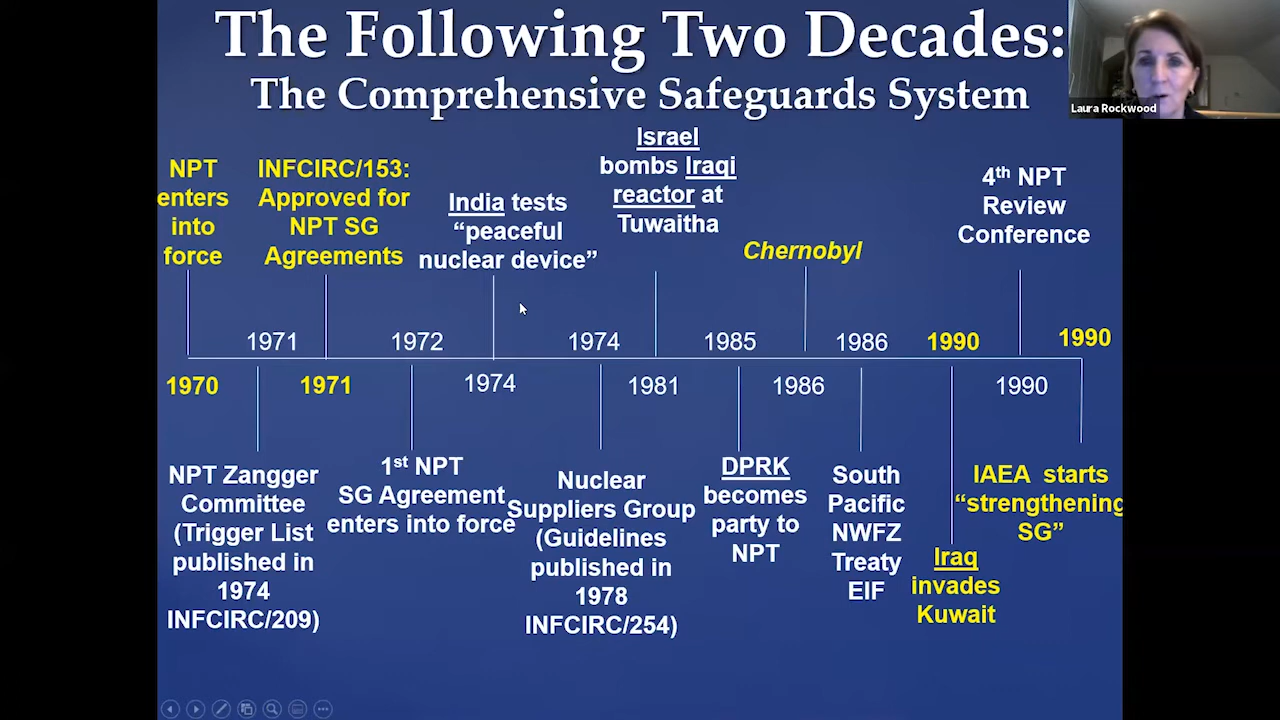 The Following Two Decades:
The Comprehensive Safeguards System
Laura Rockwood
NPT
enters
into
force
INFCIRC/153:
Approved for
NPT SG
Agreements
India tests
“peaceful
nuclear device”
Israel
bombs Iraqi
reactor at
Tuwaitha
Chernobyl
4th NPT
Review
Conference
1971
1972
1974
1985
1986
1990
1990
1970
1971
1974
1981
1986
1990
NPT Zangger
Committee
(Trigger List
published in
1974
INFCIRC/209)
1st NPT
SG Agreement
enters into force
Nuclear
Suppliers Group
(Guidelines
published in
1978
INFCIRC/254)
DPRK
becomes
party to
NPT
South
Pacific
NWFZ
Treaty
EIF
Iraq
invades
Kuwait
IAEA starts
“strengthening
SG”